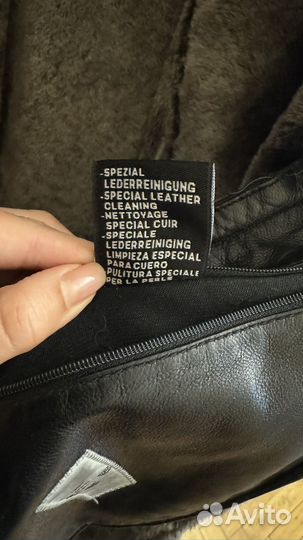 -SPEZIAL
LEDERREINIGUNG
-SPECIAL LEATHER
CLEANING
-NETTOYAGE
SPECIAL CUIR
-SPECIALE
LEDERREINIGING
LIMPIEZA ESPECIAL
PARA CUERO
PULITURA SPECIALE
PER LA PERLE
Avito